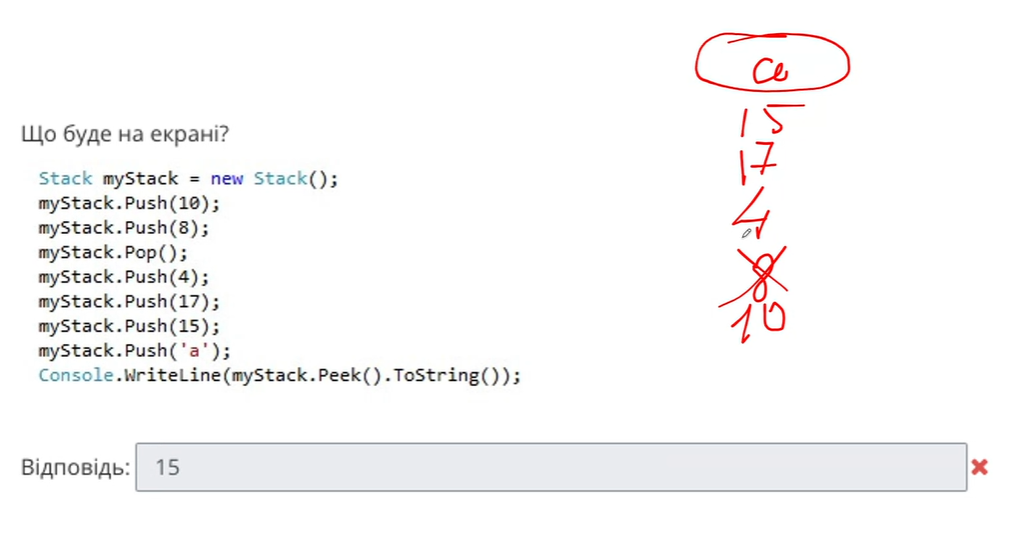 Що буде на екрані?
Stack myStack = new Stack();
myStack.Push(10);
myStack.Push(8);
myStack.Pop();
myStack.Push(4);
myStack.Push(17);
myStack.Push(15);
myStack.Push('a');
Console.WriteLine(myStack.Peek().ToString());
Відповідь: 15
a
15
17
4
8
10